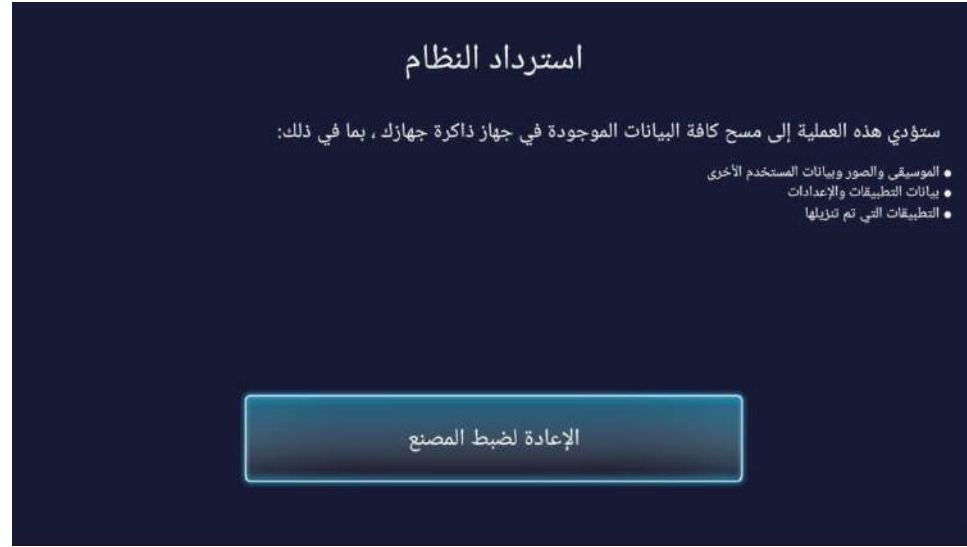 استرداد النظام
ستؤدي هذه العملية إلى مسح كافة البيانات الموجودة في جهاز ذاكرة جهازك ، بما في ذلك:
● الموسيقى والصور وبيانات المستخدم الأخرى
● بيانات التطبيقات والإعدادات
● التطبيقات التي تم تنزيلها
الإعادة لضبط المصنع